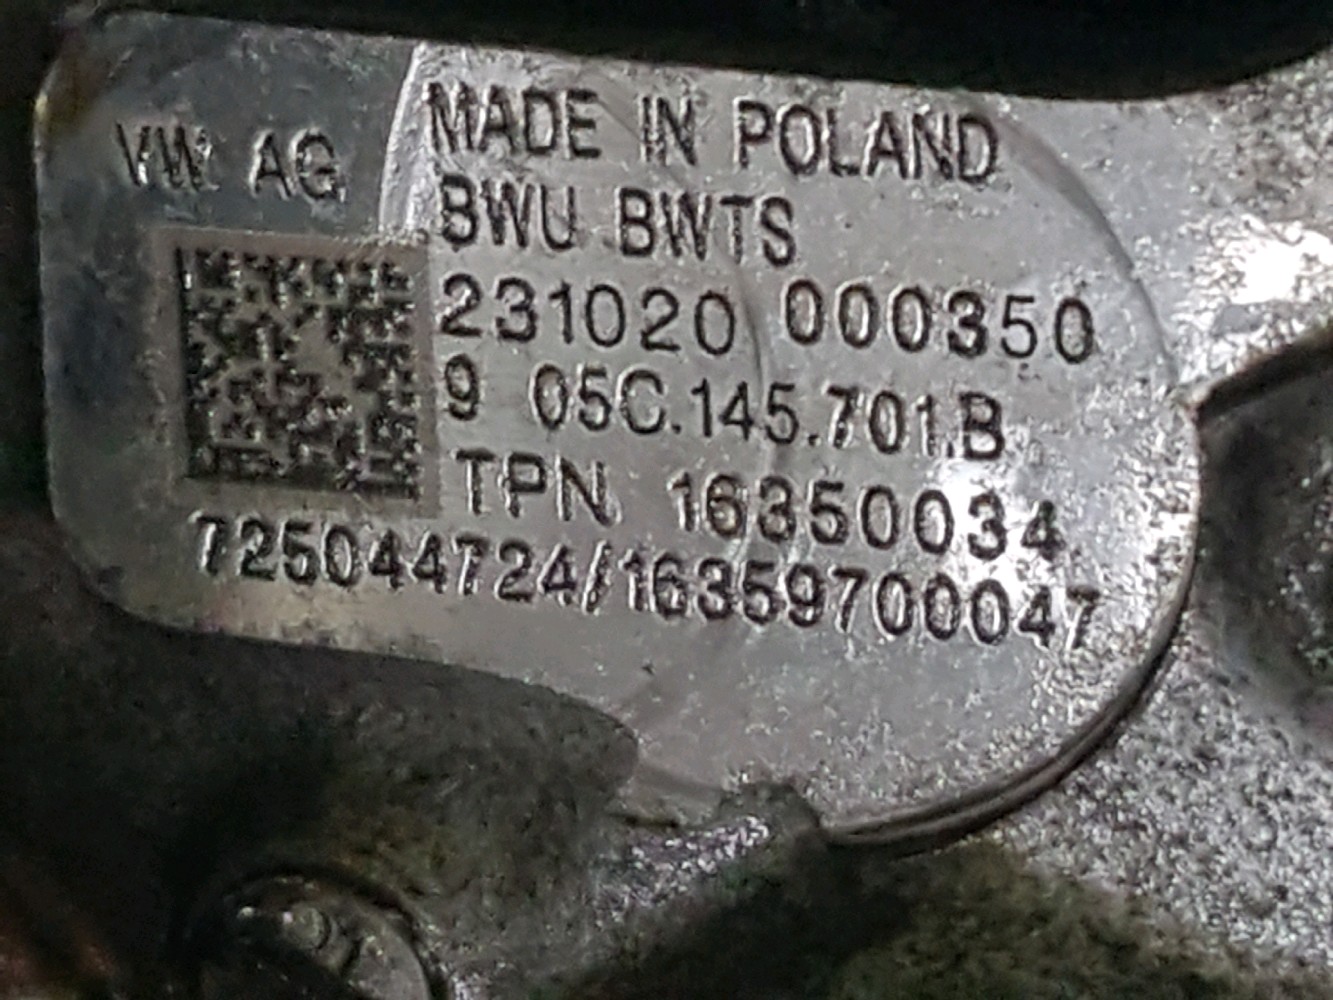 VW AG
MADE IN POLAND
BWU BWTS
231020 000350
9 05C.145.701.B
TPN 16350034
725044724/16359700047